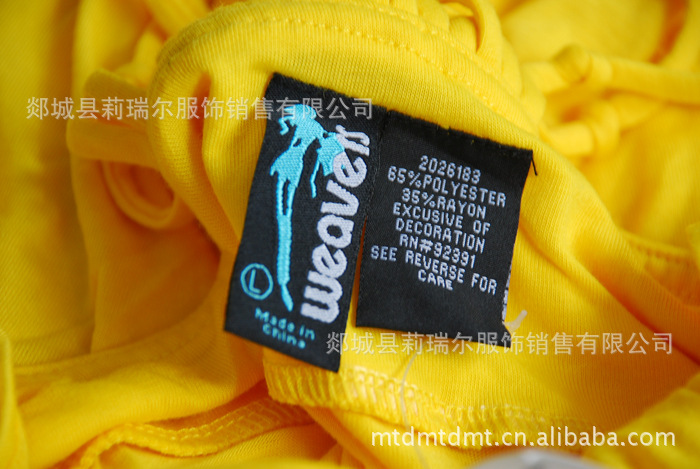 郯城县莉瑞尔服饰销售有限公司
weavers
L
Made in
China
2026183
65%POLYESTER
35%RAYON
EXCLUSIVE OF
DECORATION
RN#92391
SEE REVERSE FOR
CARE
郯城县莉瑞尔服饰销售有限公司
mtdmtdmt.cn.alibaba.com